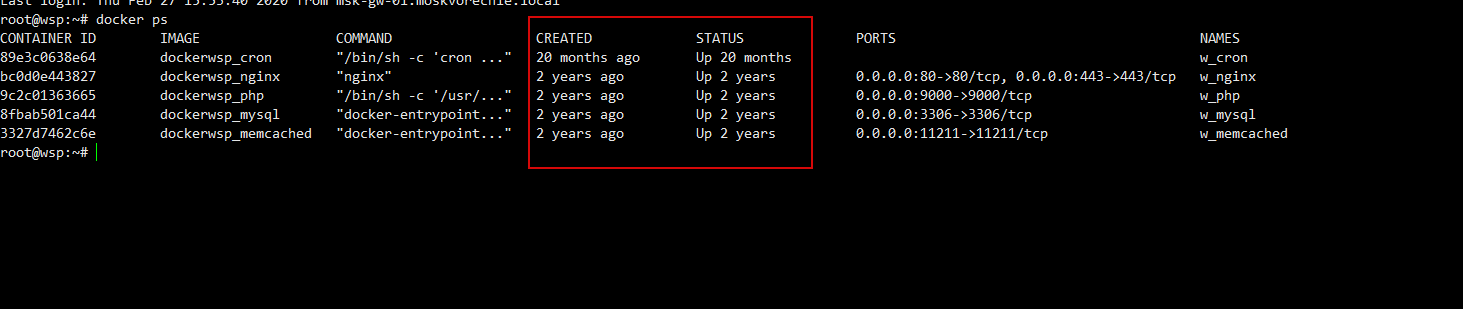 Last login: Thu Feb 27 15:55:40 2020 from msk-gw-01.moskvorechie.local
root@wsp:~# docker ps
CONTAINER ID IMAGE COMMAND CREATED STATUS PORTS NAMES
89e3c0638e64 dockerwsp_cron "/bin/sh -c 'cron ..." 20 months ago Up 20 months w_cron
bc0d0e443827 dockerwsp_nginx "nginx" 2 years ago Up 2 years 0.0.0.0:80->80/tcp, 0.0.0.0:443->443/tcp w_nginx
9c2c01363665 dockerwsp_php "/bin/sh -c '/usr/..." 2 years ago Up 2 years 0.0.0.0:9000->9000/tcp w_php
8fbab501ca44 dockerwsp_mysql "docker-entrypoint..." 2 years ago Up 2 years 0.0.0.0:3306->3306/tcp w_mysql
3327d7462c6e dockerwsp_memcached "docker-entrypoint..." 2 years ago Up 2 years 0.0.0.0:11211->11211/tcp w_memcached
root@wsp:~#